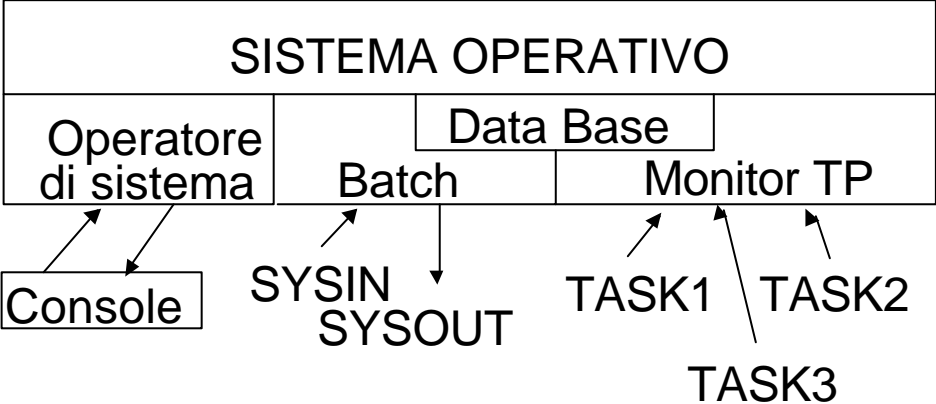 SISTEMA OPERATIVO
Operatore
di sistema
Data Base
Batch
Monitor TP
Console
SYSIN
SYSOUT
TASK1
TASK2
TASK3